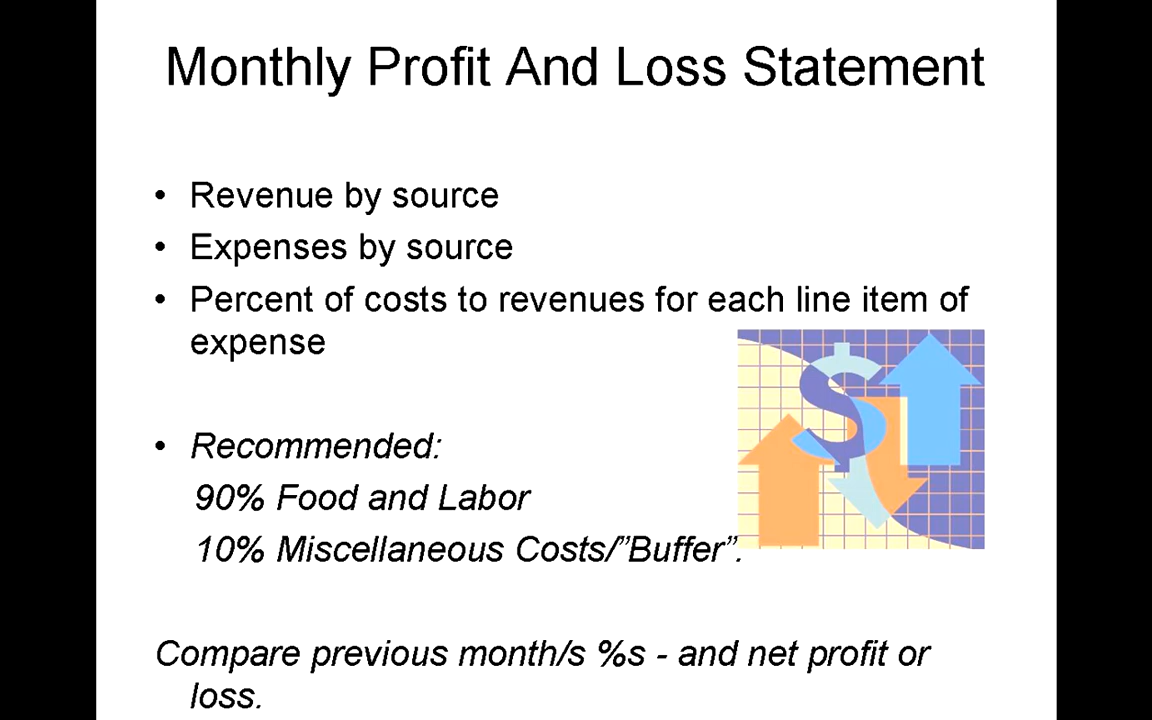 Monthly Profit And Loss Statement
• Revenue by source
• Expenses by source
• Percent of costs to revenues for each line item of
expense
• Recommended:
90% Food and Labor
10% Miscellaneous Costs/”Buffer”.
Compare previous month/s %s - and net profit or
loss.